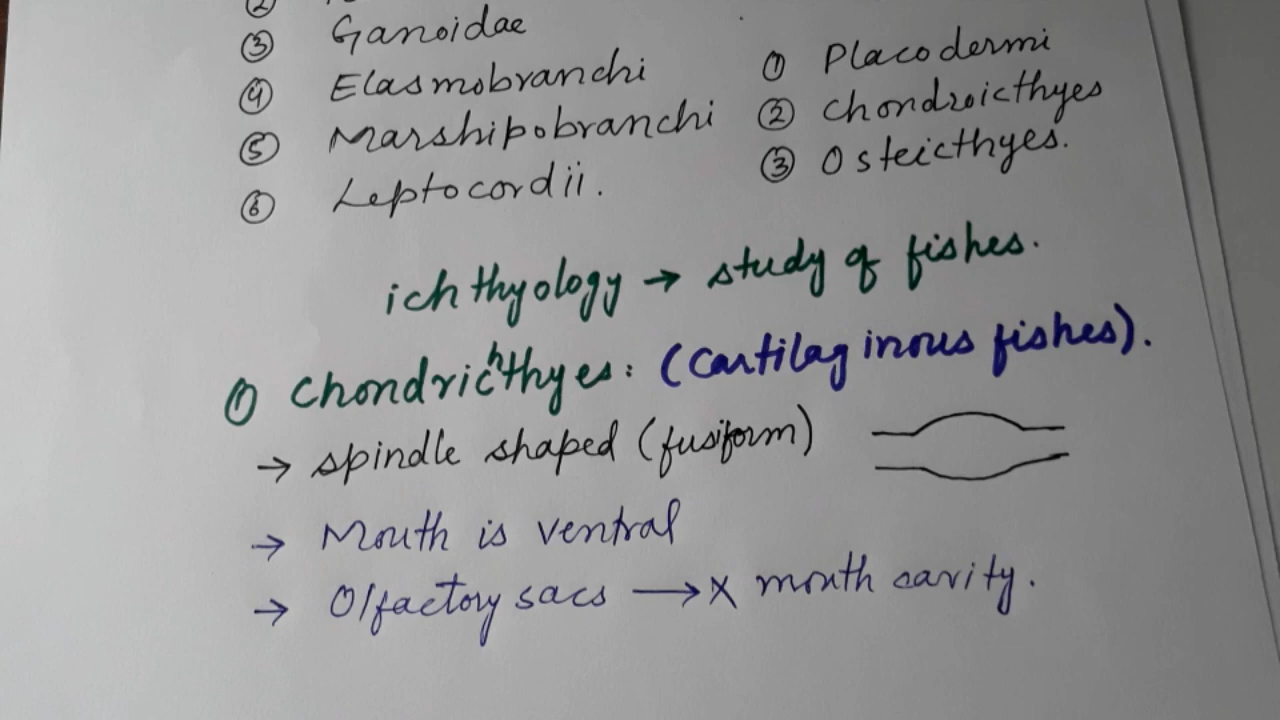 ②
③ Ganoidae
④ Elasmobranchi
⑤ Marshipobranchi
⑥ Leptocordii.
① Placodermi
② Chondroicthyes
③ Osteicthyes.
ichthyology → study of fishes.
① Chondrichthyes: (Cartilaginous fishes).
→ spindle shaped (fusiform)
→ Mouth is ventral
→ Olfactory sacs → X mouth cavity.